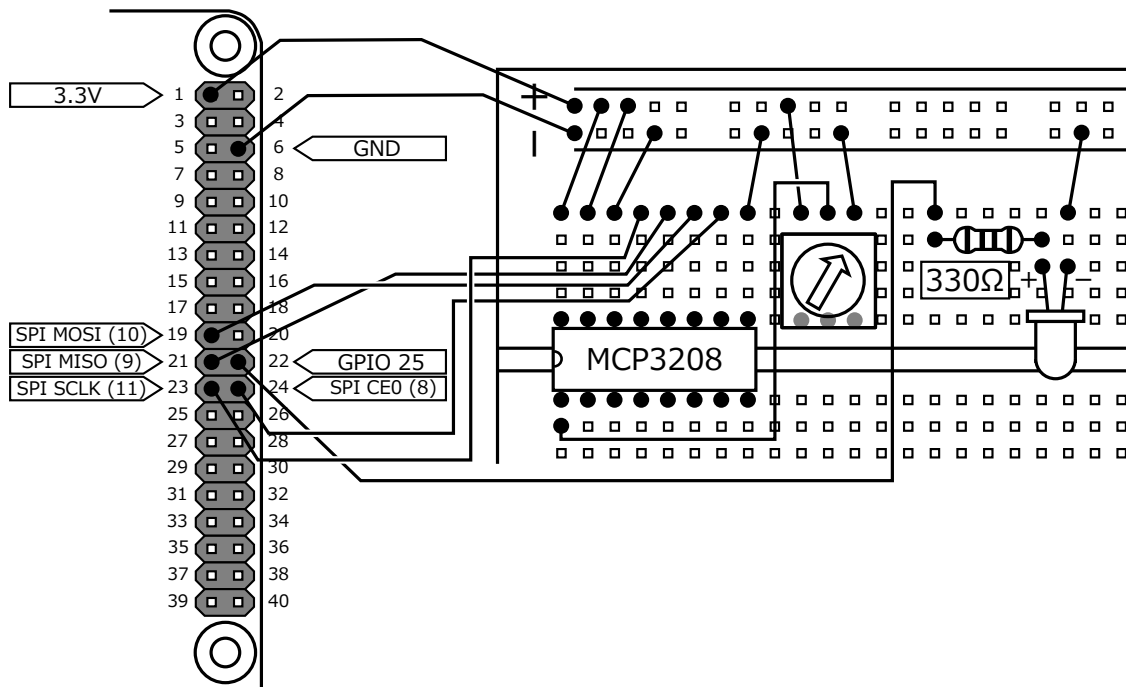 3.3V
1 2
3 4
5 6
GND
7 8
9 10
11 12
13 14
15 16
17 18
SPI MOSI (10)
19 20
SPI MISO (9)
21 22
GPIO 25
SPI SCLK (11)
23 24
SPI CE0 (8)
25 26
27 28
29 30
31 32
33 34
35 36
37 38
39 40
+
−
MCP3208
330Ω
+ −